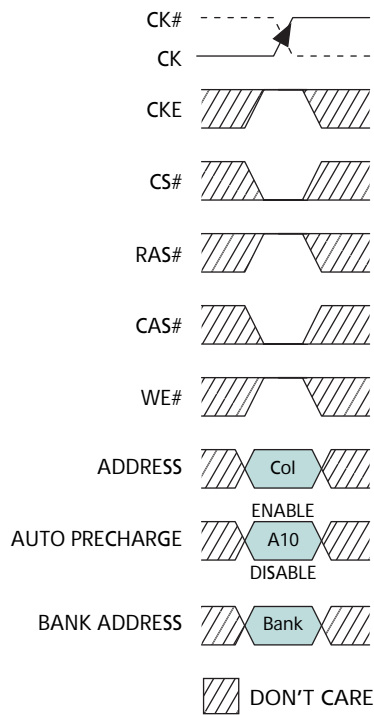 CK#
CK
CKE
CS#
RAS#
CAS#
WE#
ADDRESS
Col
ENABLE
AUTO PRECHARGE
A10
DISABLE
BANK ADDRESS
Bank
DON'T CARE